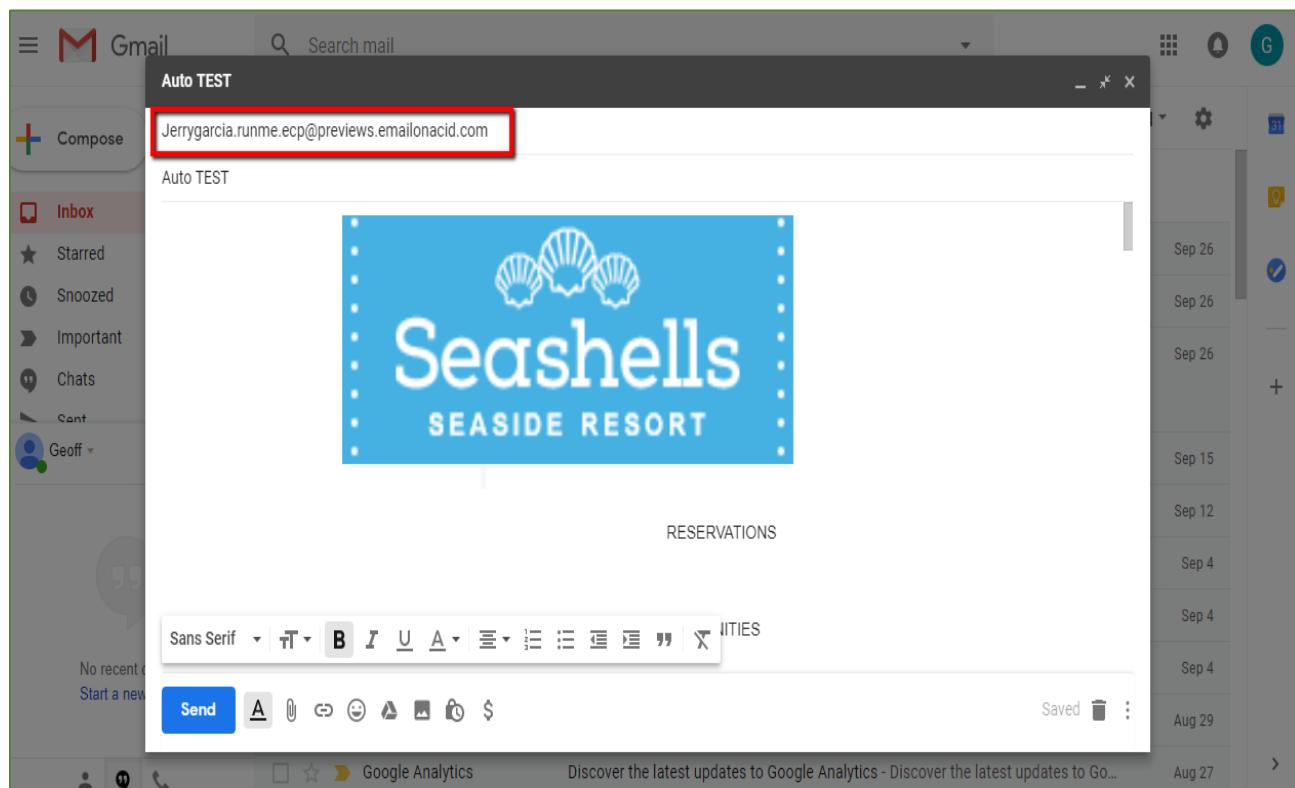 Gmail
Search mail
G
Auto TEST
Compose
Jerrygarcia.runme.ecp@previews.emailonacid.com
31
Auto TEST
Inbox
Starred
Sep 26
Snoozed
Sep 26
Important
Sep 26
Chats
Seashells
Sent
SEASIDE RESORT
Geoff
Sep 15
Sep 12
RESERVATIONS
Sep 4
Sep 4
Sans Serif
B I U A
NITIES
No recent
Sep 4
Start a new
Send
A
$
Saved
Aug 29
Google Analytics Discover the latest updates to Google Analytics - Discover the latest updates to Go...
Aug 27